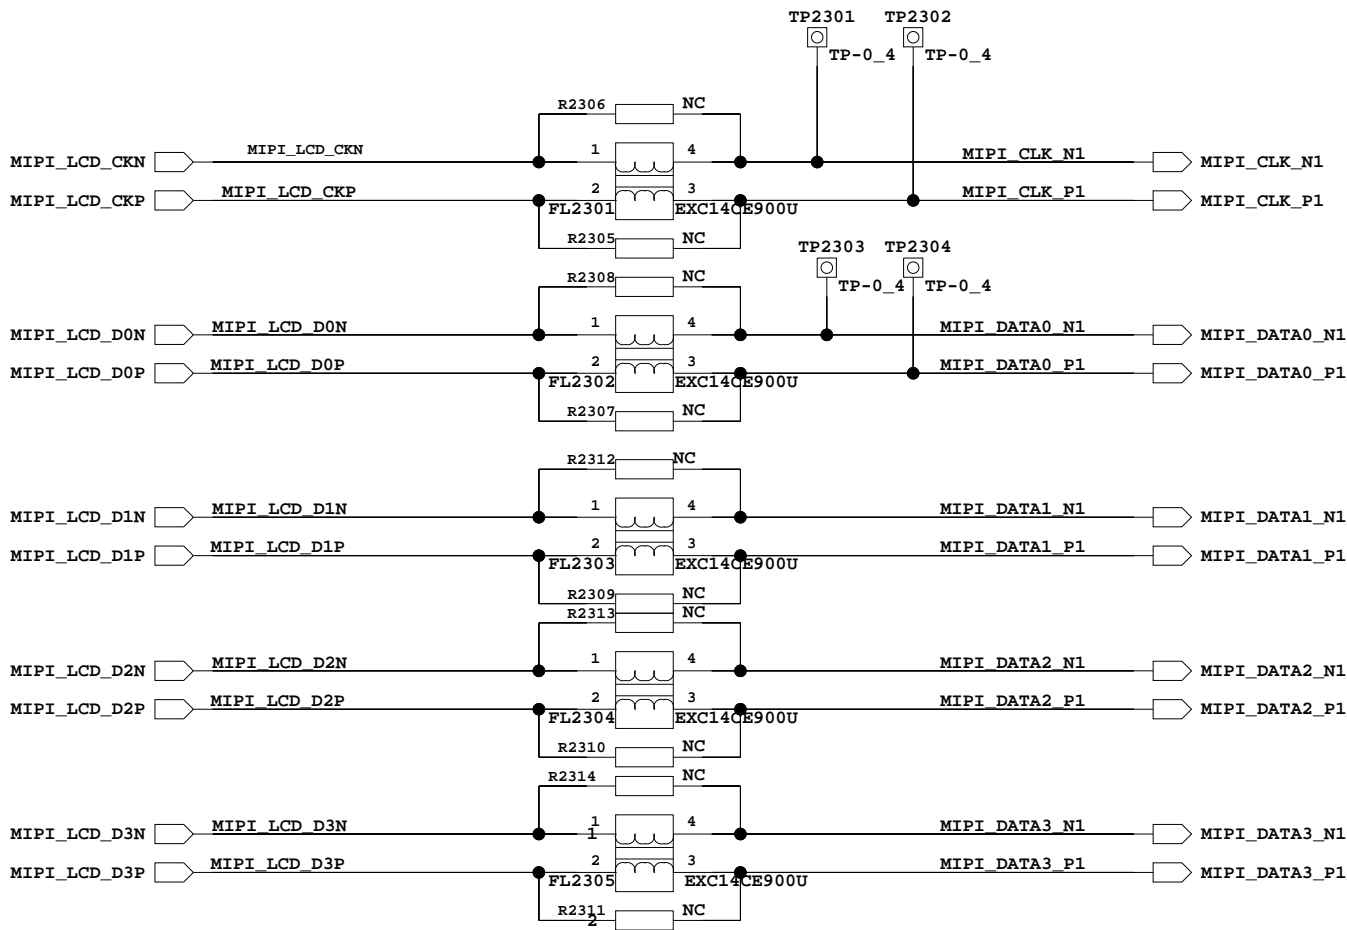 TP2301 TP2302
TP-0_4 TP-0_4
R2306 NC
MIPI_LCD_CKN MIPI_LCD_CKN 1 4 MIPI_CLK_N1 MIPI_CLK_N1
MIPI_LCD_CKP MIPI_LCD_CKP 2 3 MIPI_CLK_P1 MIPI_CLK_P1
FL2301 EXC14CE900U
R2305 NC
TP2303 TP2304
TP-0_4 TP-0_4
R2308 NC
MIPI_LCD_D0N MIPI_LCD_D0N 1 4 MIPI_DATA0_N1 MIPI_DATA0_N1
MIPI_LCD_D0P MIPI_LCD_D0P 2 3 MIPI_DATA0_P1 MIPI_DATA0_P1
FL2302 EXC14CE900U
R2307 NC
R2312 NC
MIPI_LCD_D1N MIPI_LCD_D1N 1 4 MIPI_DATA1_N1 MIPI_DATA1_N1
MIPI_LCD_D1P MIPI_LCD_D1P 2 3 MIPI_DATA1_P1 MIPI_DATA1_P1
FL2303 EXC14CE900U
R2309 NC
R2313 NC
MIPI_LCD_D2N MIPI_LCD_D2N 1 4 MIPI_DATA2_N1 MIPI_DATA2_N1
MIPI_LCD_D2P MIPI_LCD_D2P 2 3 MIPI_DATA2_P1 MIPI_DATA2_P1
FL2304 EXC14CE900U
R2310 NC
R2314 NC
MIPI_LCD_D3N MIPI_LCD_D3N 1 4 MIPI_DATA3_N1 MIPI_DATA3_N1
1
MIPI_LCD_D3P MIPI_LCD_D3P 2 3 MIPI_DATA3_P1 MIPI_DATA3_P1
FL2305 EXC14CE900U
R2311 NC
2